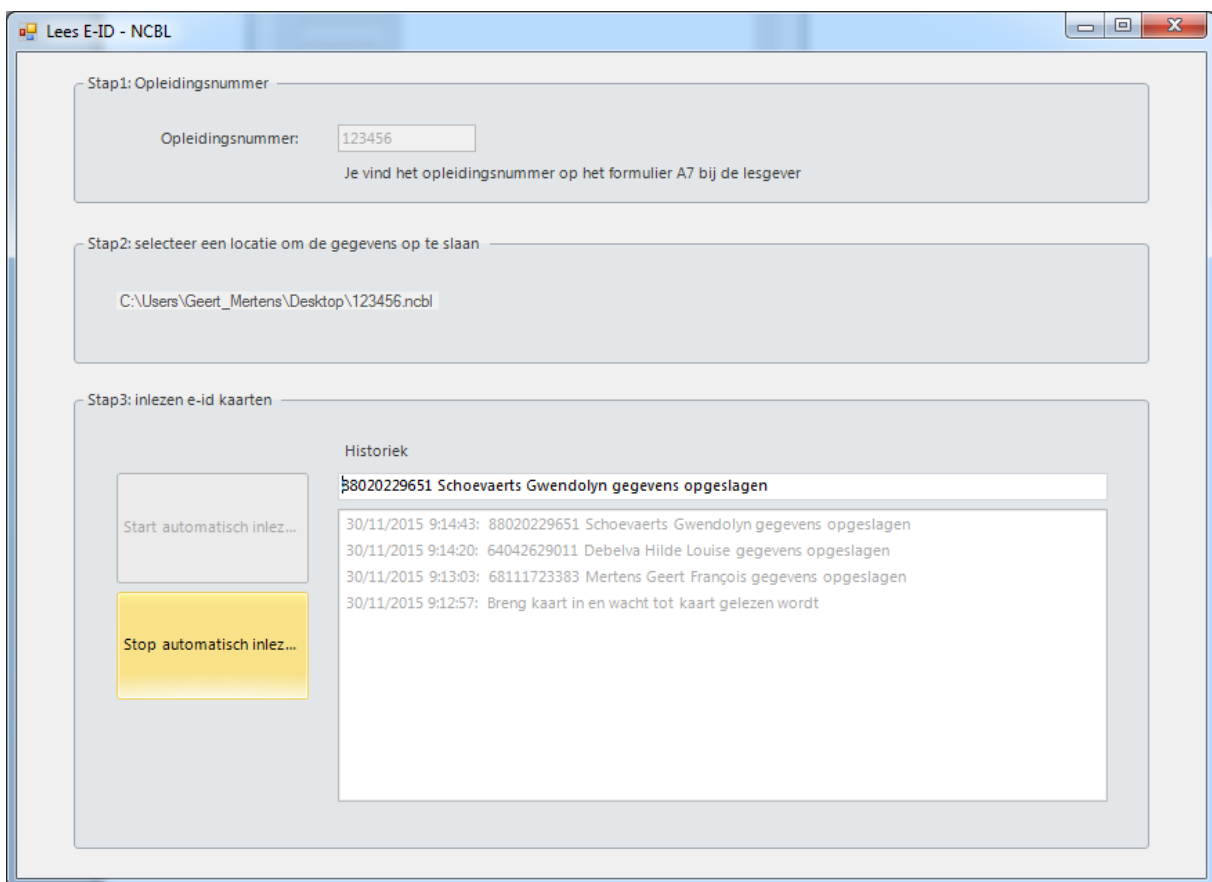 Lees E-ID - NCBL
Stap1: Opleidingsnummer
Opleidingsnummer: 123456
Je vind het opleidingsnummer op het formulier A7 bij de lesgever
Stap2: selecteer een locatie om de gegevens op te slaan
C:\Users\Geert_Mertens\Desktop\123456.ncbl
Stap3: inlezen e-id kaarten
Historiek
88020229651 Schoevaerts Gwendolyn gegevens opgeslagen
Start automatisch inlez...
30/11/2015 9:14:43: 88020229651 Schoevaerts Gwendolyn gegevens opgeslagen
30/11/2015 9:14:20: 64042629011 Debelva Hilde Louise gegevens opgeslagen
30/11/2015 9:13:03: 68111723383 Mertens Geert François gegevens opgeslagen
30/11/2015 9:12:57: Breng kaart in en wacht tot kaart gelezen wordt
Stop automatisch inlez...